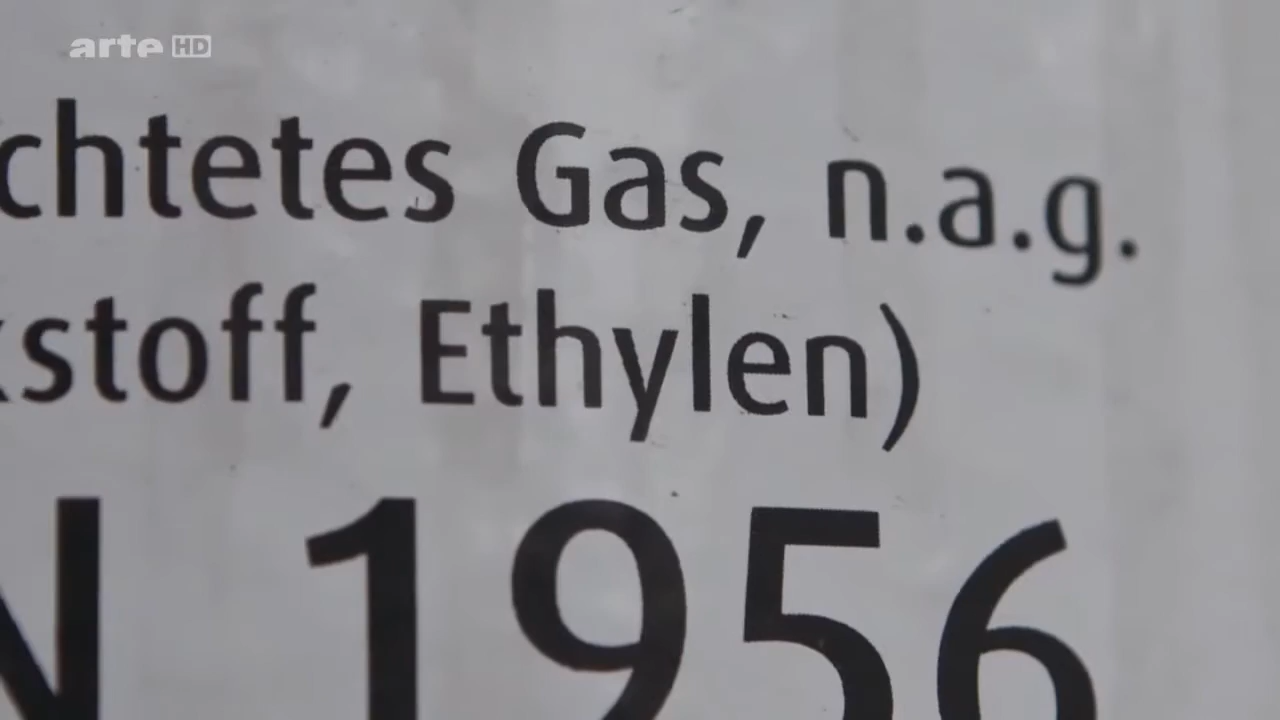 arte HD
chtetes Gas, n.a.g.
stoff, Ethylen)
N 1956